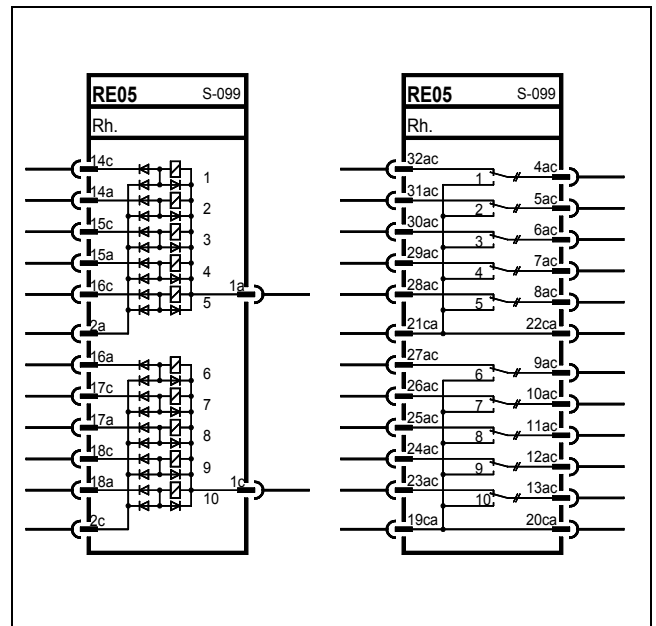 RE05 S-099
Rh.
14c
1
14a
2
15c
3
15a
4
16c 1a
5
2a
16a
6
17c
7
17a
8
18c
9
18a 1c
10
2c
RE05 S-099
Rh.
32ac 4ac
1
31ac 5ac
2
30ac 6ac
3
29ac 7ac
4
28ac 8ac
5
21ca 22ca
27ac 9ac
6
26ac 10ac
7
25ac 11ac
8
24ac 12ac
9
23ac 13ac
10
19ca 20ca